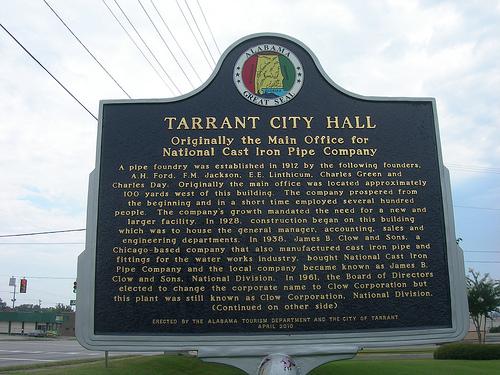 ALABAMA
GREAT SEAL
TARRANT CITY HALL
Originally the Main Office for
National Cast Iron Pipe Company
A pipe foundry was established in 1912 by the following founders,
A.H. Ford, F.M. Jackson, E.E. Linthicum, Charles Green and
Charles Day. Originally the main office was located approximately
100 yards west of this building. The company prospered from
the beginning and in a short time employed several hundred
people. The company's growth mandated the need for a new and
larger facility. In 1928, construction began on this building
which was to house the general manager, accounting, sales and
engineering departments. In 1938, James B. Clow and Sons, a
Chicago-based company that also manufactured cast iron pipe and
fittings for the water works industry, bought National Cast Iron
Pipe Company and the local company became known as James B.
Clow and Sons, National Division. In 1961, the Board of Directors
elected to change the corporate name to Clow Corporation but
this plant was still known as Clow Corporation, National Division.
(Continued on other side)
ERECTED BY THE ALABAMA TOURISM DEPARTMENT AND THE CITY OF TARRANT
APRIL 2010